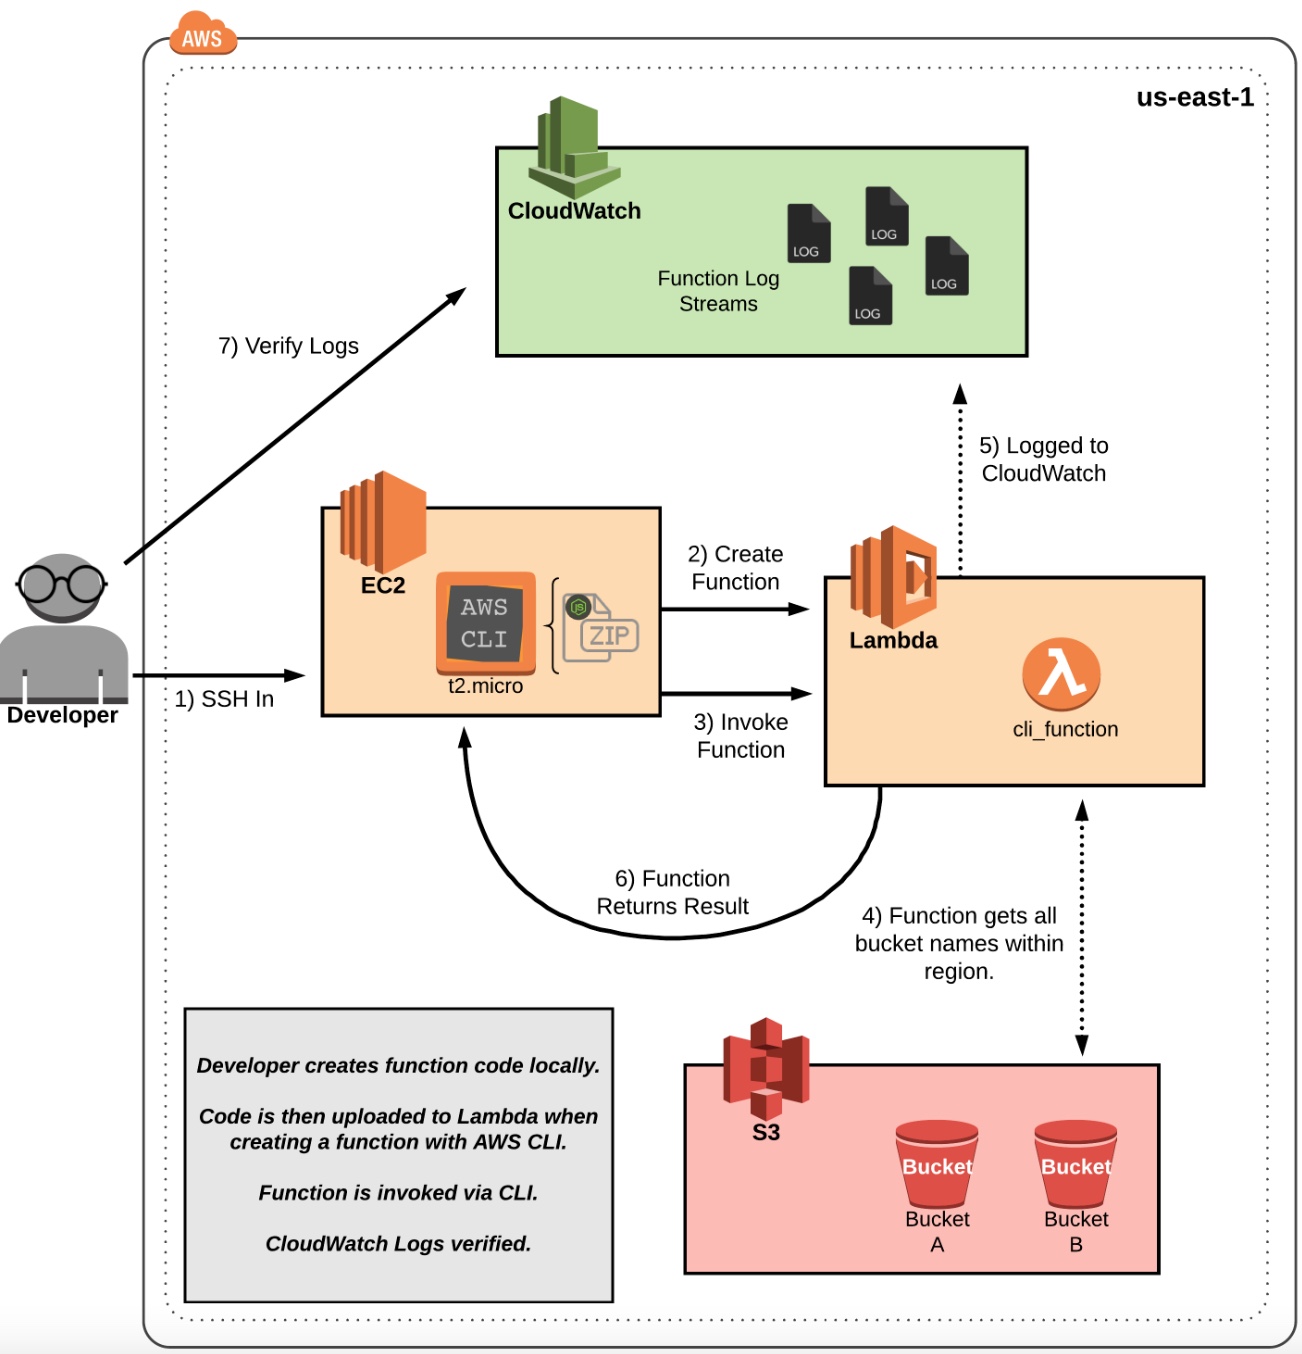 AWS
us-east-1
CloudWatch
LOG
LOG
LOG
LOG
Function Log
Streams
7) Verify Logs
5) Logged to
CloudWatch
EC2
AWS
CLI
JS
ZIP
t2.micro
2) Create
Function
3) Invoke
Function
Lambda
λ
cli_function
Developer
1) SSH In
6) Function
Returns Result
4) Function gets all
bucket names within
region.
Developer creates function code locally.
Code is then uploaded to Lambda when
creating a function with AWS CLI.
Function is invoked via CLI.
CloudWatch Logs verified.
S3
Bucket
Bucket
A
Bucket
Bucket
B